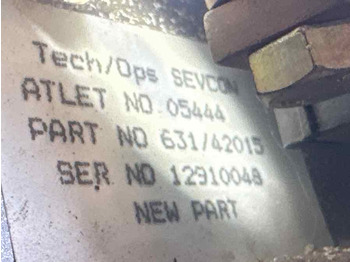 Tech/Ops SEVCON
ATLET NO 05444
PART NO 631/42015
SER NO 12910048
NEW PART